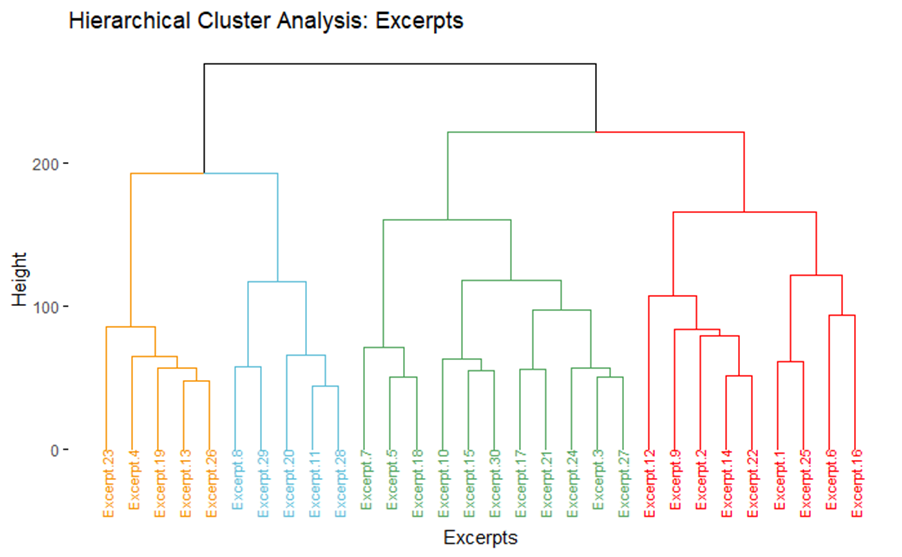 Hierarchical Cluster Analysis: Excerpts
200
100
0
Height
Excerpt.23
Excerpt.4
Excerpt.19
Excerpt.13
Excerpt.26
Excerpt.8
Excerpt.29
Excerpt.20
Excerpt.11
Excerpt.28
Excerpt.7
Excerpt.5
Excerpt.18
Excerpt.10
Excerpt.15
Excerpt.30
Excerpt.17
Excerpt.21
Excerpt.24
Excerpt.3
Excerpt.27
Excerpt.12
Excerpt.9
Excerpt.2
Excerpt.14
Excerpt.22
Excerpt.1
Excerpt.25
Excerpt.6
Excerpt.16
Excerpts